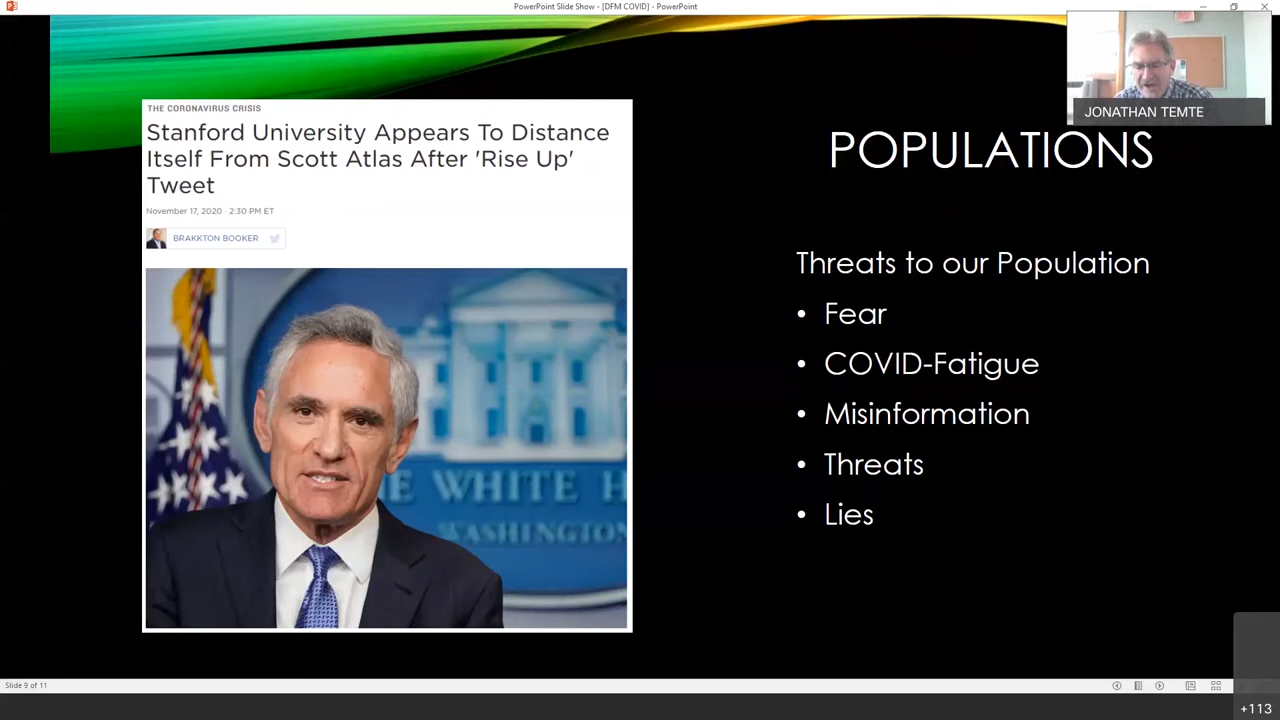 PowerPoint Slide Show - [DFM COVID] - PowerPoint
JONATHAN TEMTE
THE CORONAVIRUS CRISIS
Stanford University Appears To Distance
Itself From Scott Atlas After 'Rise Up'
Tweet
November 17, 2020 · 2:30 PM ET
BRAKKTON BOOKER
E WHITE H
WASHINGTON
POPULATIONS
Threats to our Population
• Fear
• COVID-Fatigue
• Misinformation
• Threats
• Lies
Slide 9 of 11
+113